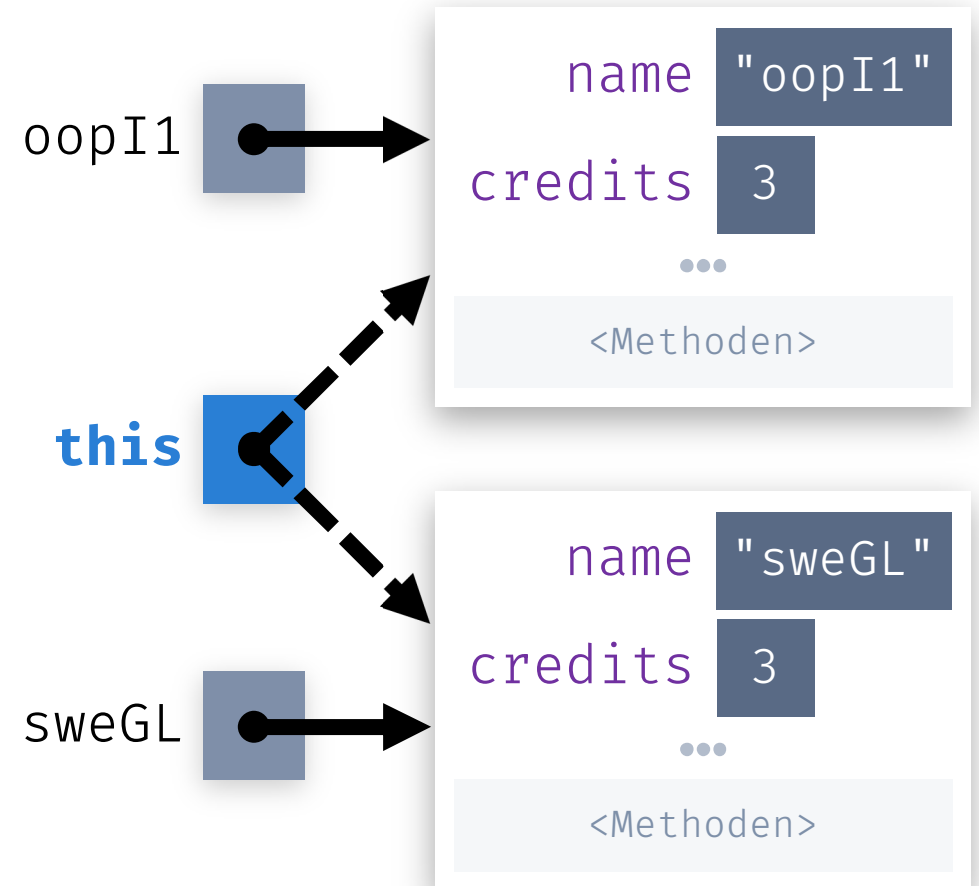 oopI1
name "oopI1"
credits 3
•••
<Methoden>
this
name "sweGL"
credits 3
•••
<Methoden>
sweGL